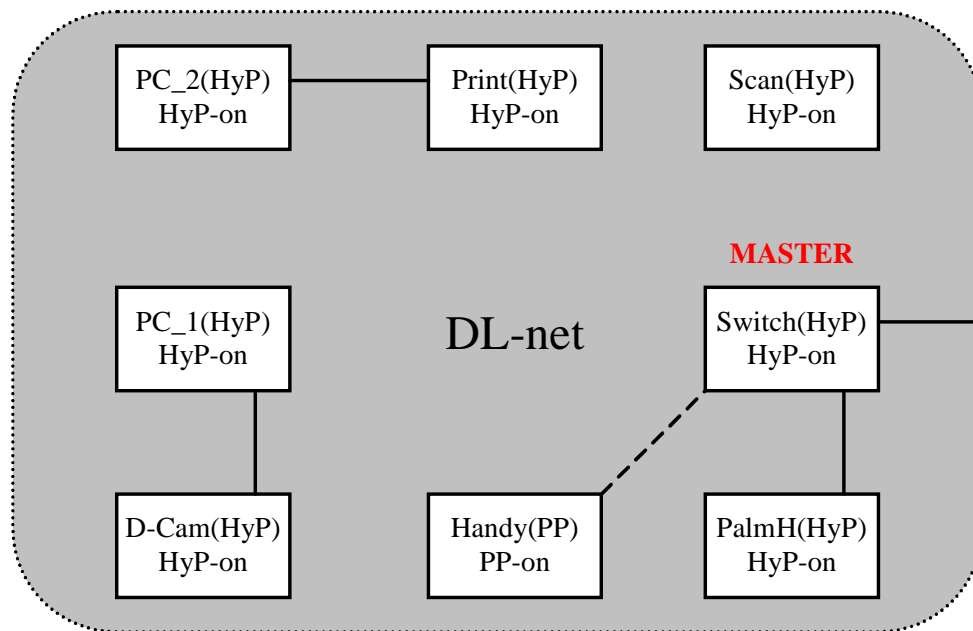 PC_2(HyP)
HyP-on
Print(HyP)
HyP-on
Scan(HyP)
HyP-on
MASTER
PC_1(HyP)
HyP-on
DL-net
Switch(HyP)
HyP-on
D-Cam(HyP)
HyP-on
Handy(PP)
PP-on
PalmH(HyP)
HyP-on